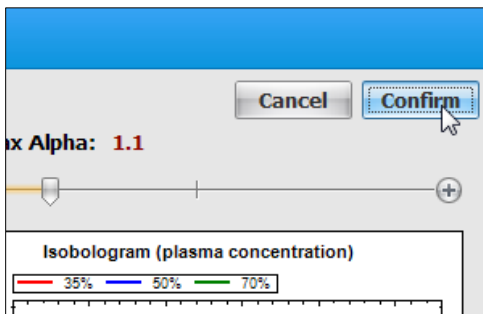 Cancel Confirm
ax Alpha: 1.1
Isobologram (plasma concentration)
35% 50% 70%